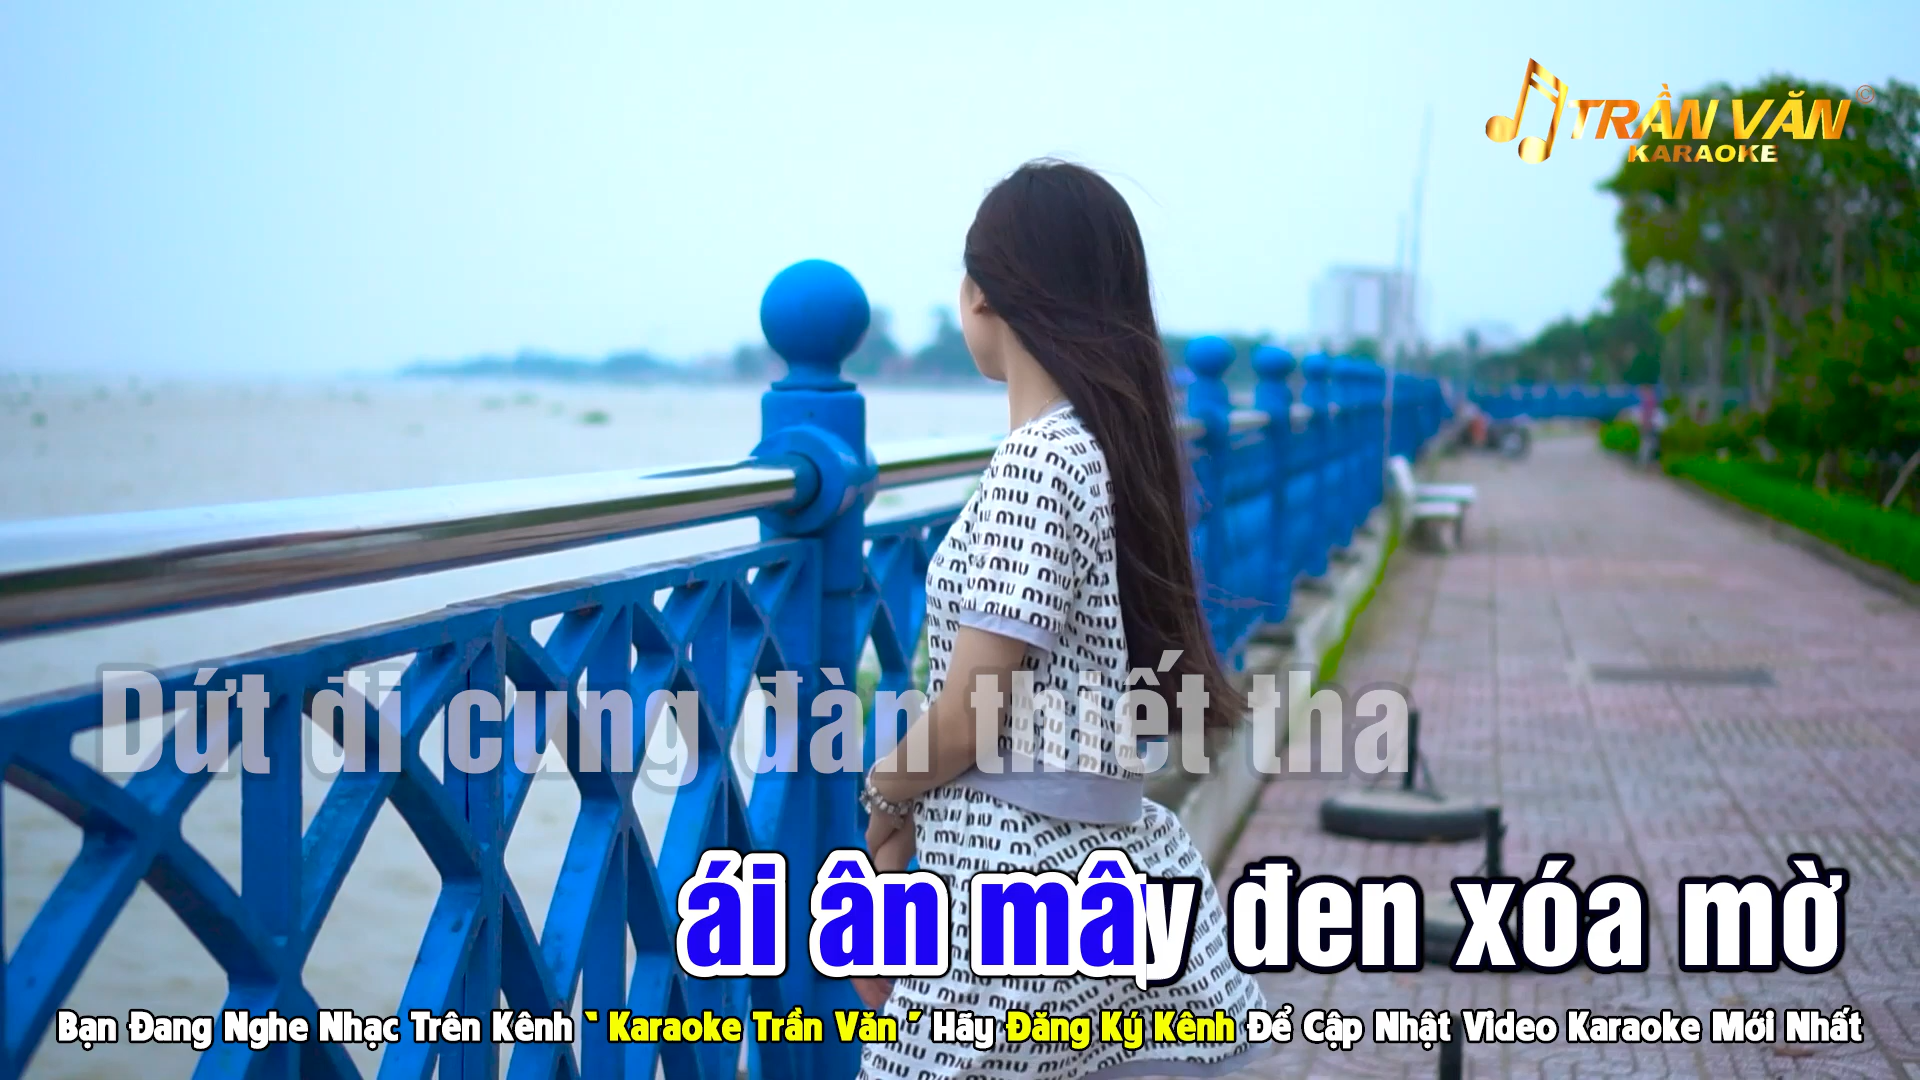 TRẦN VĂN ©
KARAOKE
Dứt đi cung đàn thiết tha
ái ân mây đen xóa mờ
Bạn Đang Nghe Nhạc Trên Kênh ` Karaoke Trần Văn ´ Hãy Đăng Ký Kênh Để Cập Nhật Video Karaoke Mới Nhất